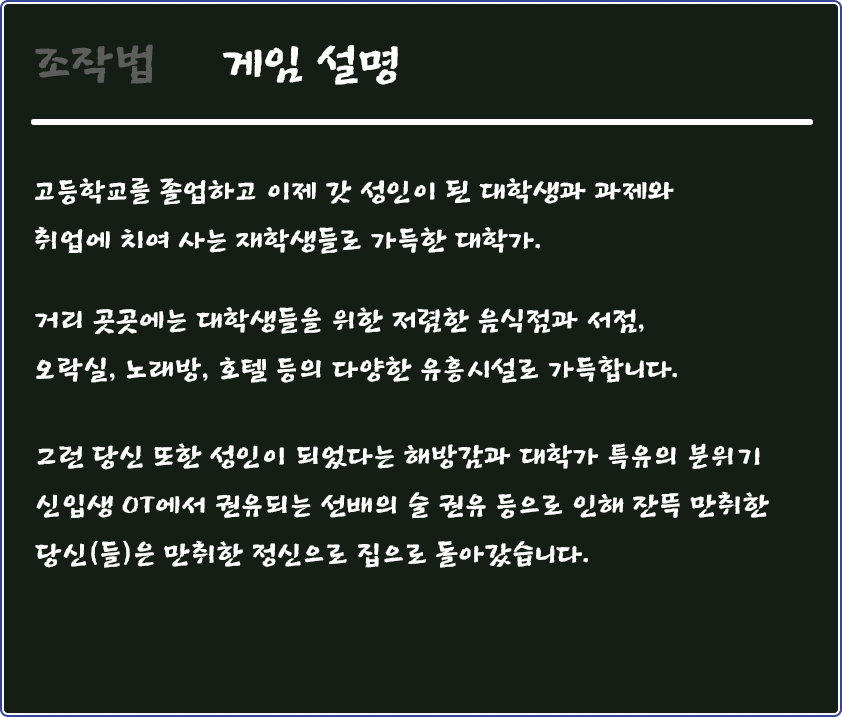 조작법 게임 설명
고등학교를 졸업하고 이제 갓 성인이 된 대학생과 과제와
취업에 치여 사는 재학생들로 가득한 대학가.
거리 곳곳에는 대학생들을 위한 저렴한 음식점과 서점,
오락실, 노래방, 호텔 등의 다양한 유흥시설로 가득합니다.
그런 당신 또한 성인이 되었다는 해방감과 대학가 특유의 분위기
신입생 OT에서 권유되는 선배의 술 권유 등으로 인해 잔뜩 만취한
당신(들)은 만취한 정신으로 집으로 돌아갔습니다.